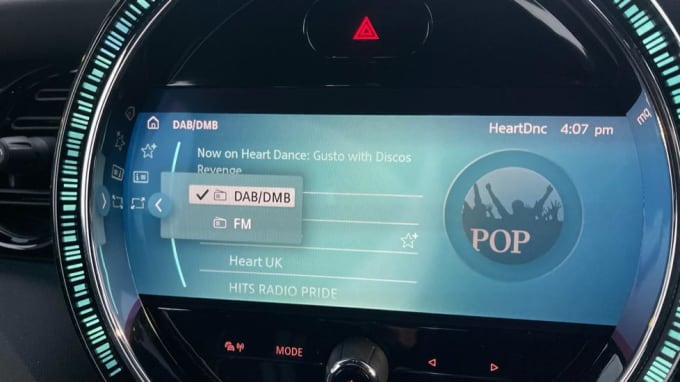 DAB/DMB
HeartDnc 4:07 pm
Now on Heart Dance: Gusto with Discos
Revenge
DAB/DMB
FM
POP
Heart UK
HITS RADIO PRIDE
MODE